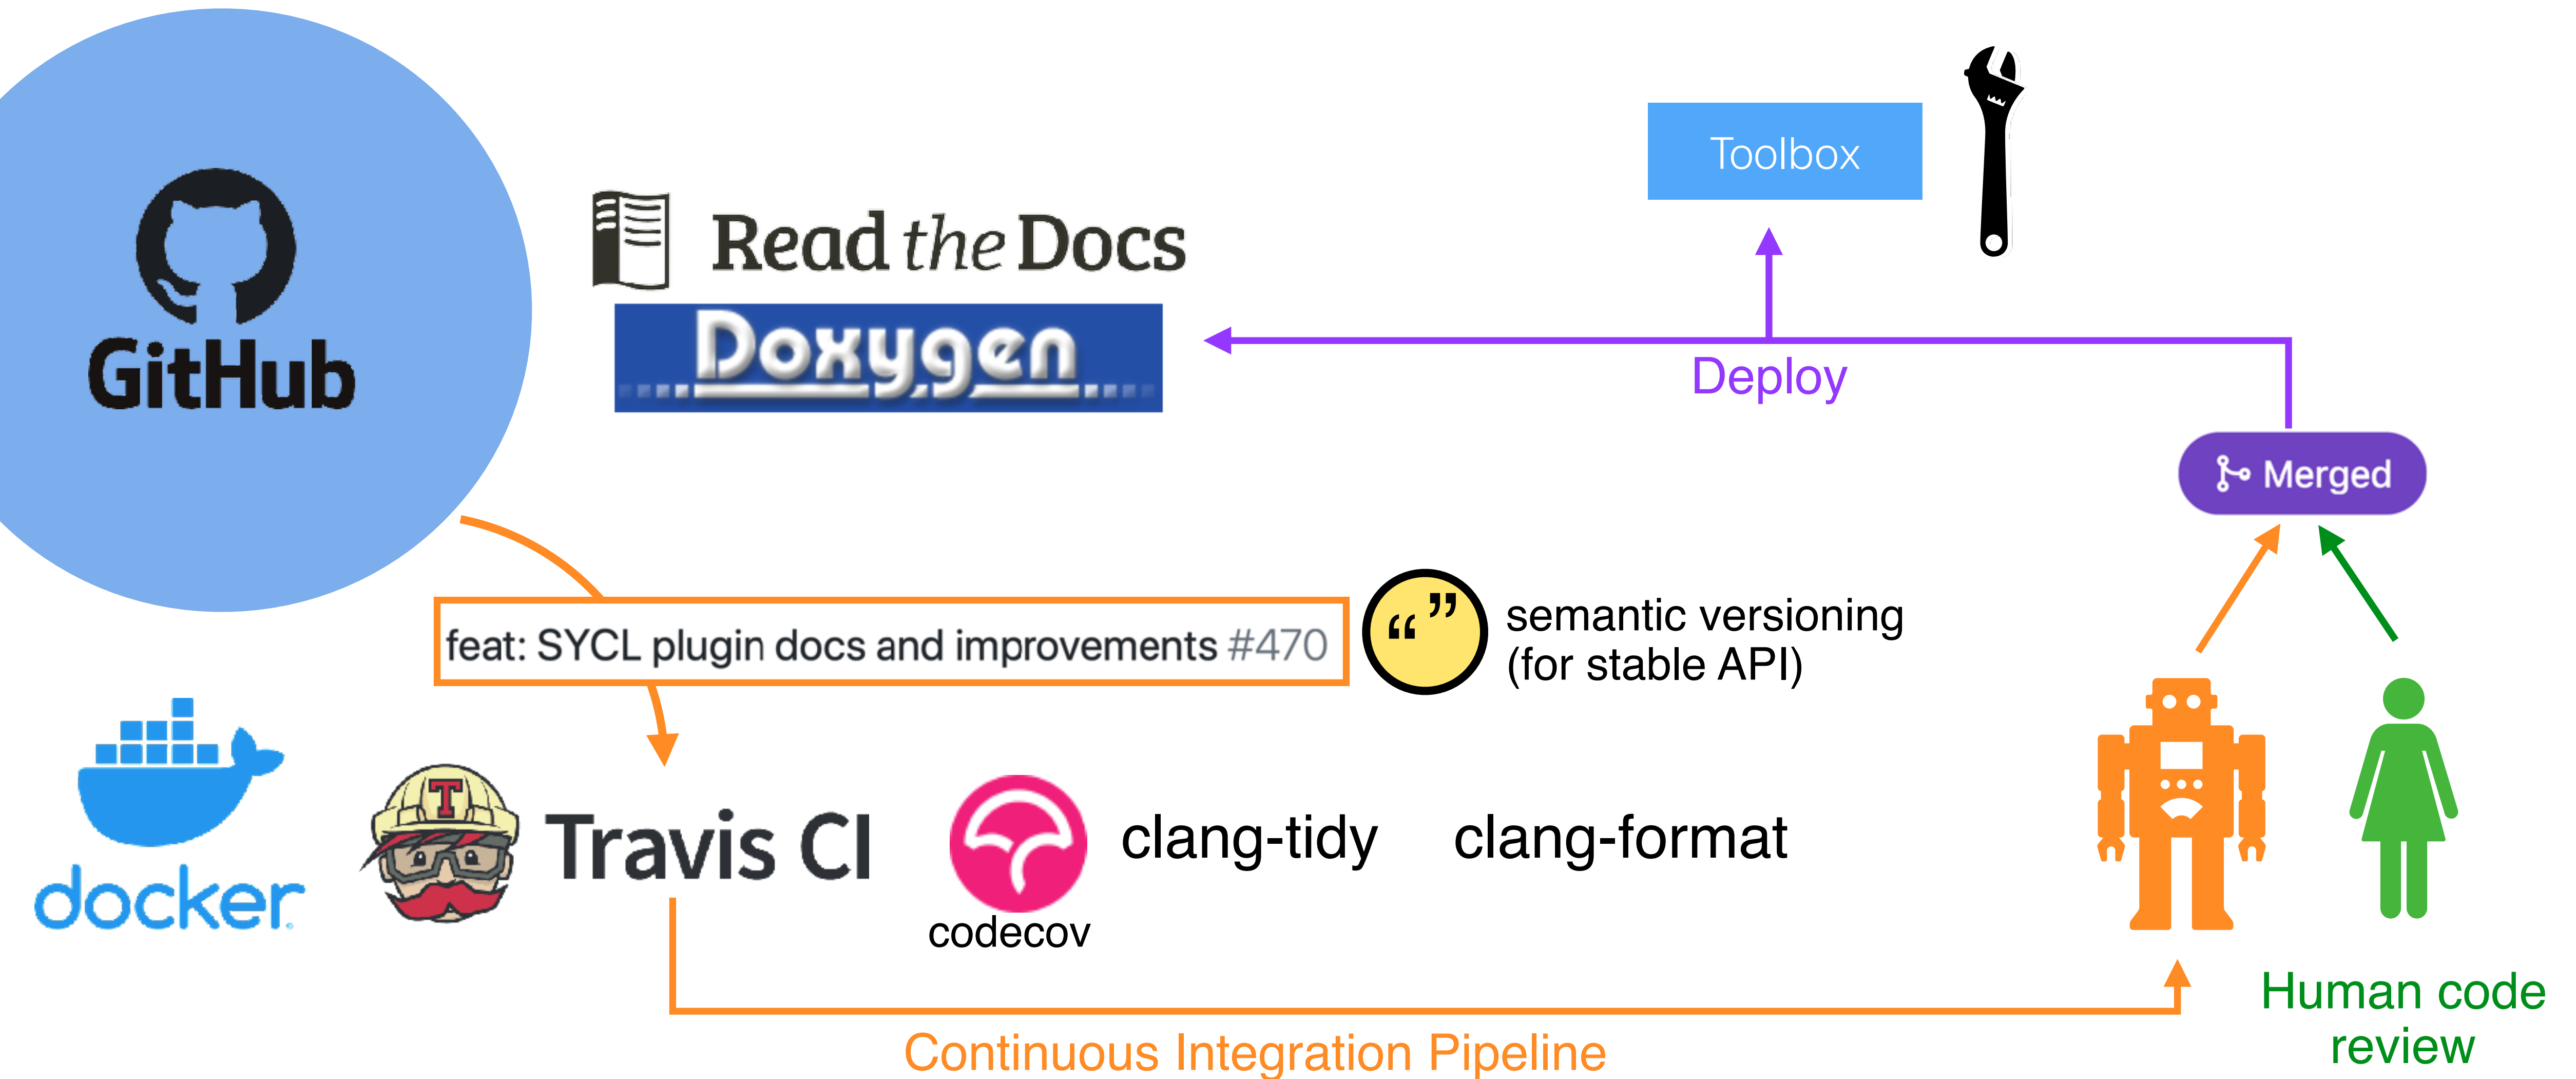 GitHub
Read the Docs
Doxygen
Toolbox
Deploy
Merged
feat: SYCL plugin docs and improvements #470
“ ”
semantic versioning
(for stable API)
docker
T
Travis CI
codecov
clang-tidy
clang-format
Continuous Integration Pipeline
Human code
review